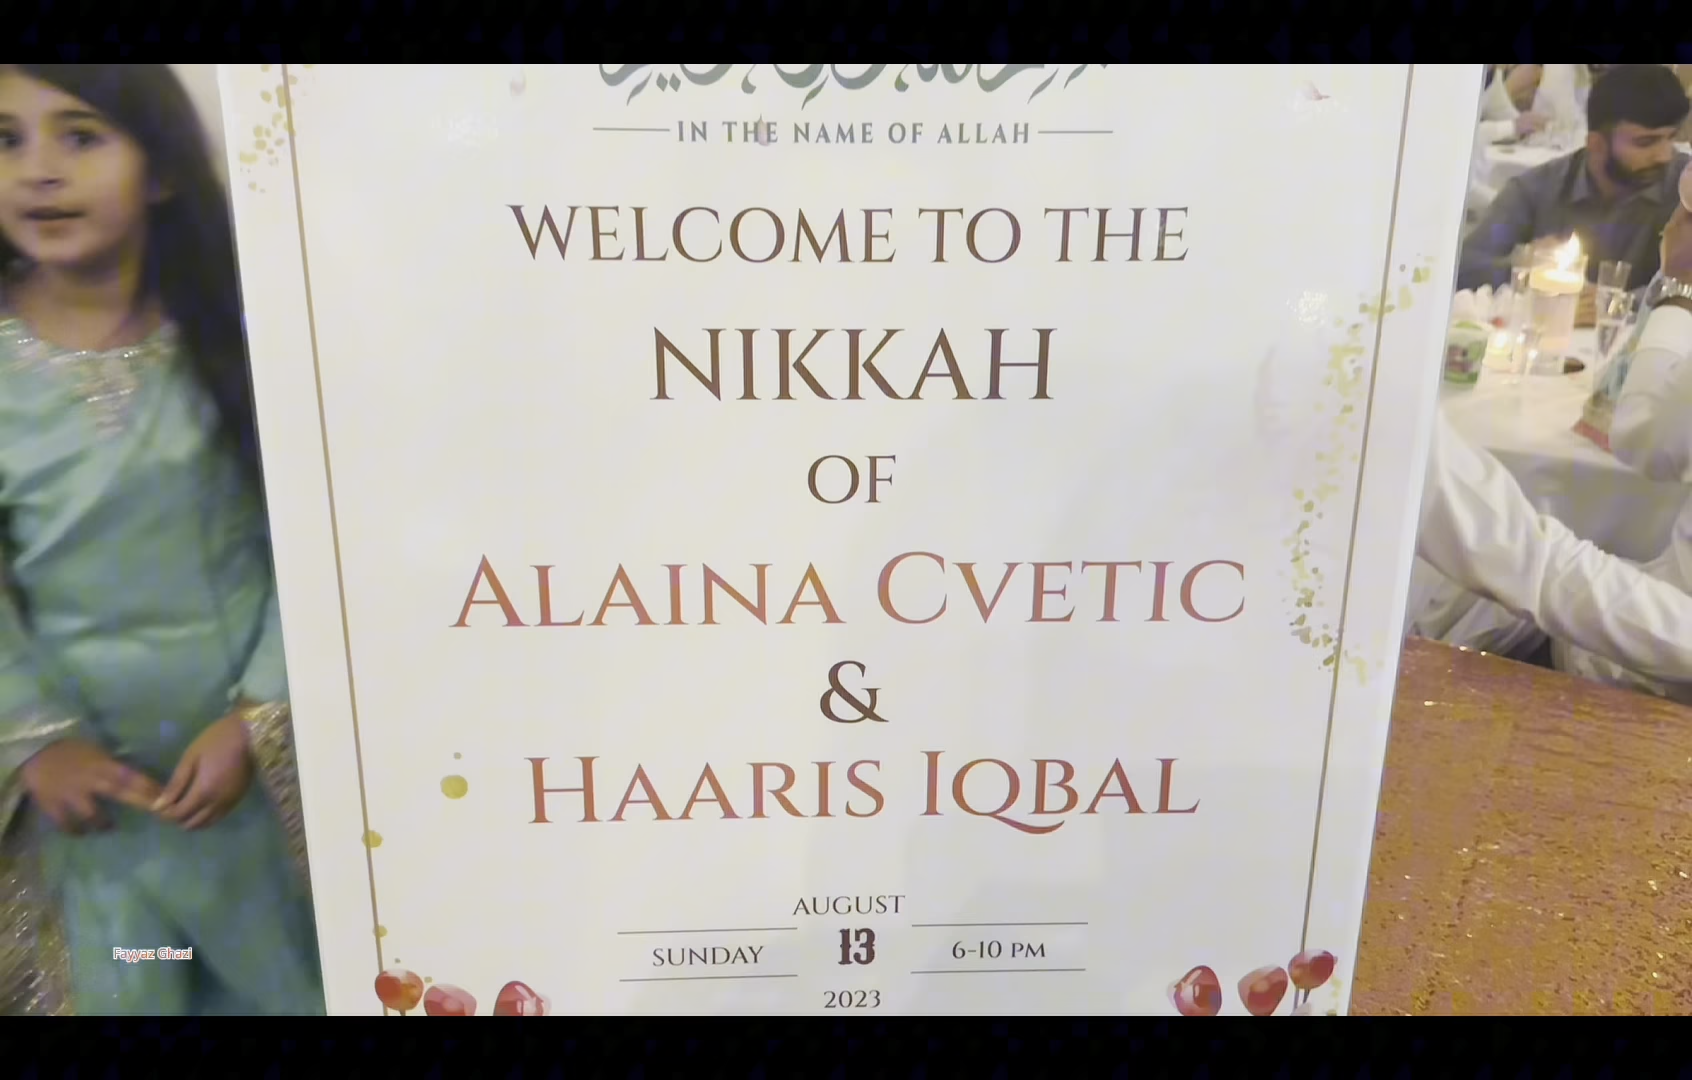 IN THE NAME OF ALLAH
WELCOME TO THE
NIKKAH
OF
ALAINA CVETIC
&
HAARIS IQBAL
AUGUST
SUNDAY 13 6-10 PM
2023
Fayyaz Ghazi